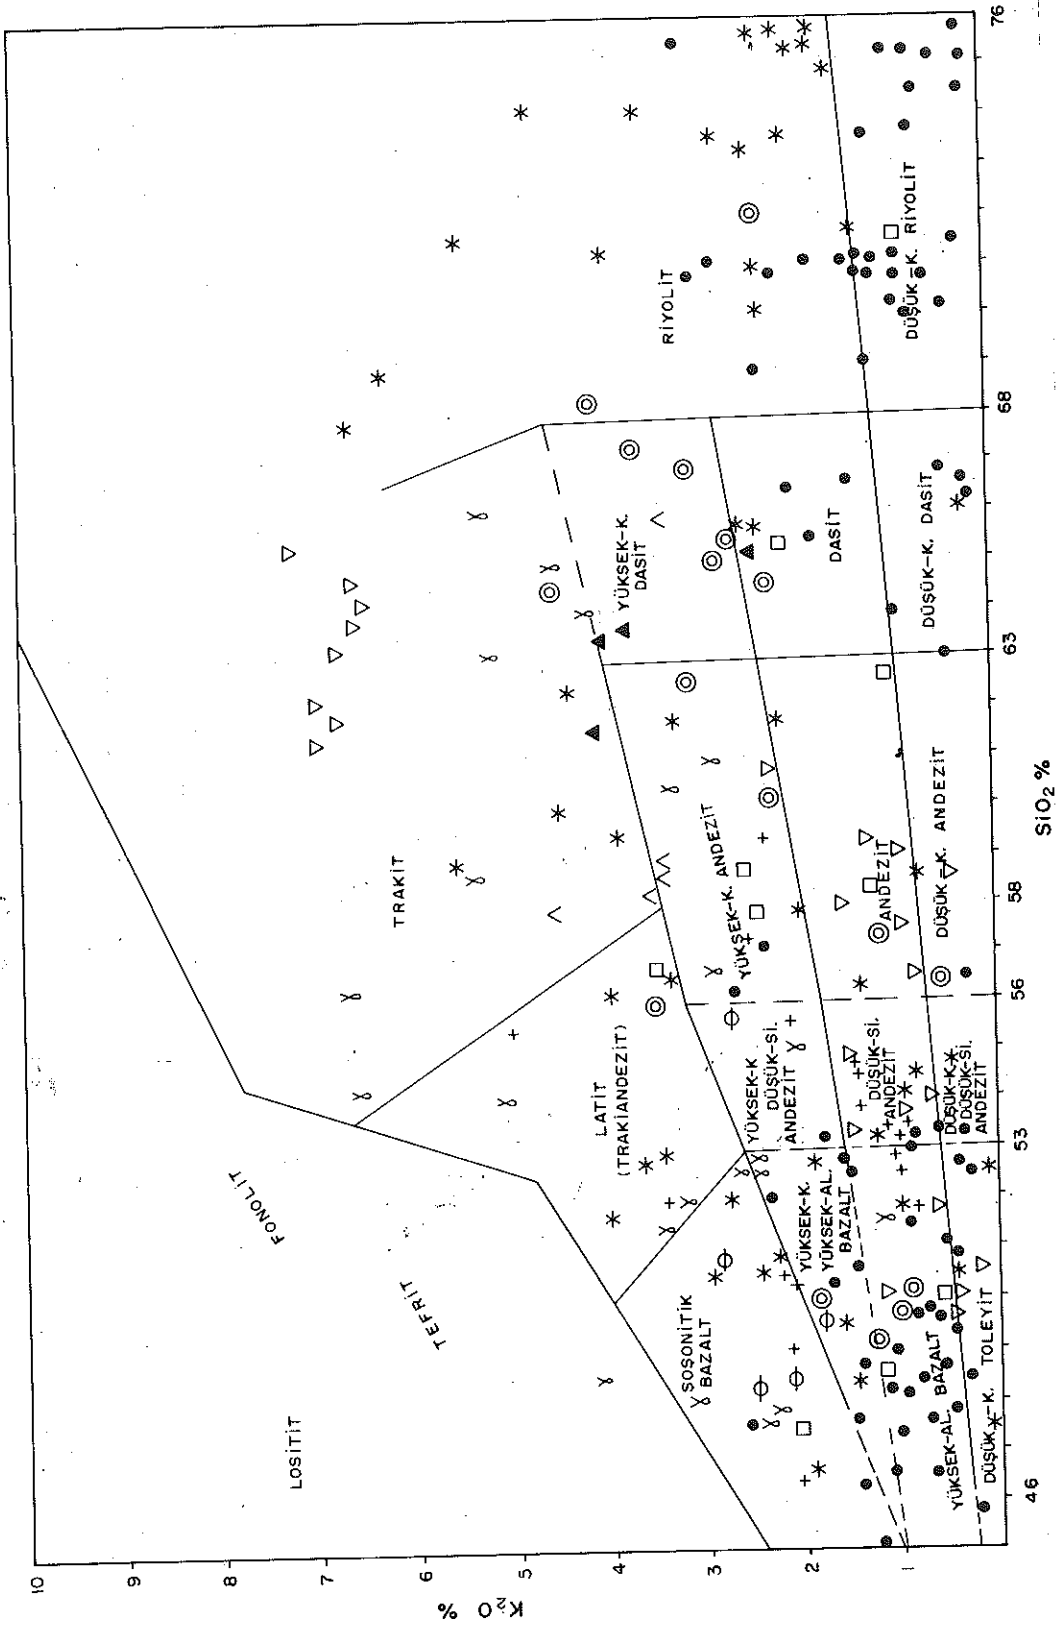 K₂O %
10
9
8
7
6
5
4
3
2
1
LOSİTİT
TEFRİT
FONOLİT
TRAKİT
RİYOLİT
LATİT
(TRAKİANDEZİT)
ŞOŞONİTİK
BAZALT
YÜKSEK-K.
YÜKSEK-AL.
BAZALT
YÜKSEK-K
DÜŞÜK-Sİ.
ANDEZİT
YÜKSEK-K. ANDEZİT
YÜKSEK-K.
DASİT
YÜKSEK-AL. BAZALT
DÜŞÜK-Sİ.
ANDEZİT
ANDEZİT
DASİT
DÜŞÜK-K. TOLEYİT
DÜŞÜK-K.
DÜŞÜK-Sİ.
ANDEZİT
DÜŞÜK-K. ANDEZİT
DÜŞÜK-K. DASİT
DÜŞÜK-K. RİYOLİT
46
53
56
58
63
68
76
SiO₂ %